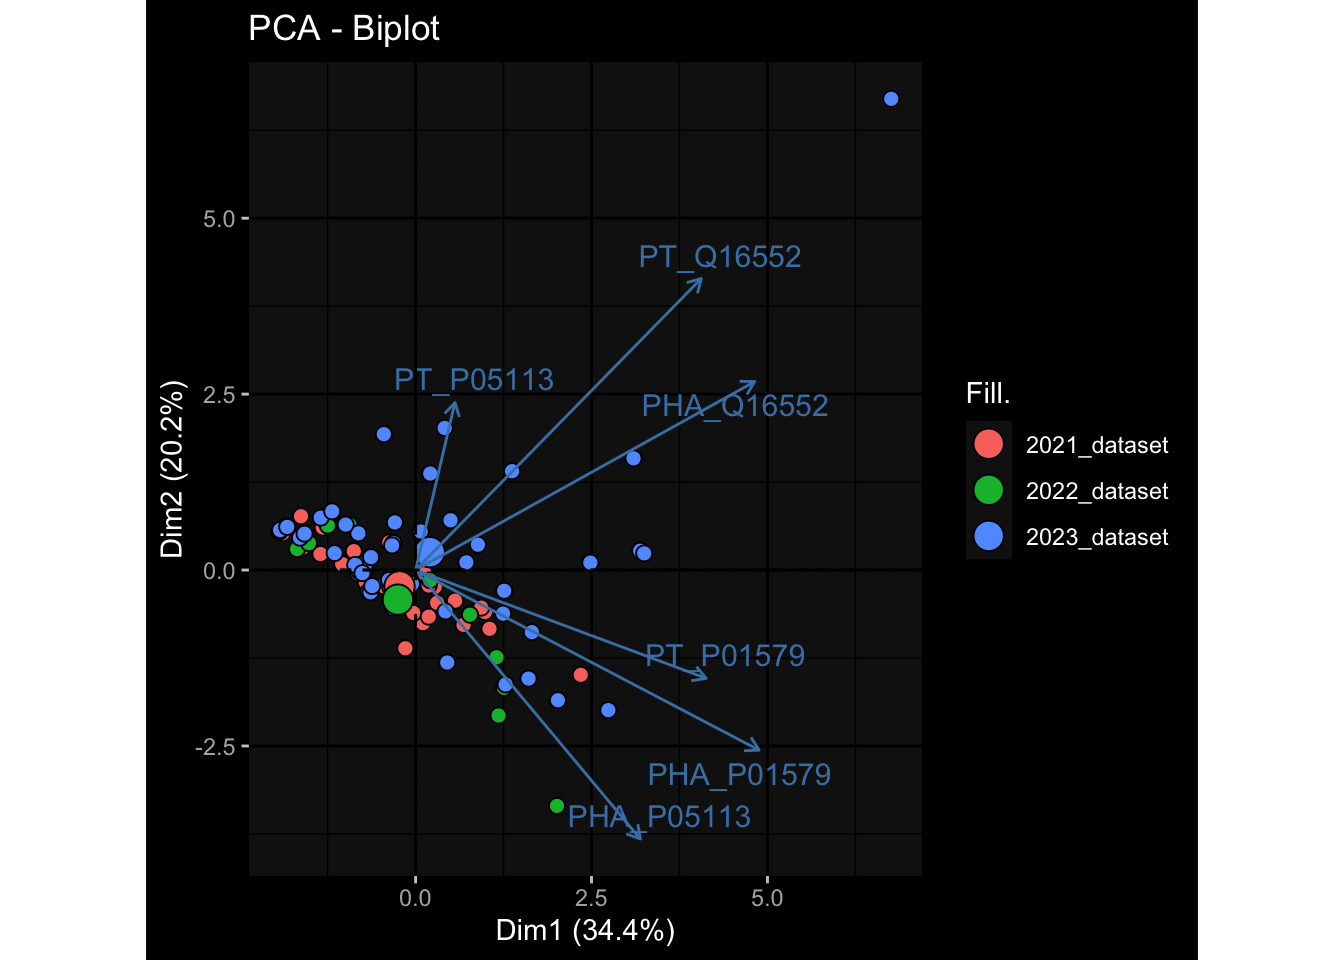 PCA - Biplot
Dim2 (20.2%)
5.0
2.5
0.0
-2.5
PT_Q16552
PT_P05113
PHA_Q16552
PT_P01579
PHA_P01579
PHA_P05113
0.0
2.5
5.0
Dim1 (34.4%)
Fill.
2021_dataset
2022_dataset
2023_dataset